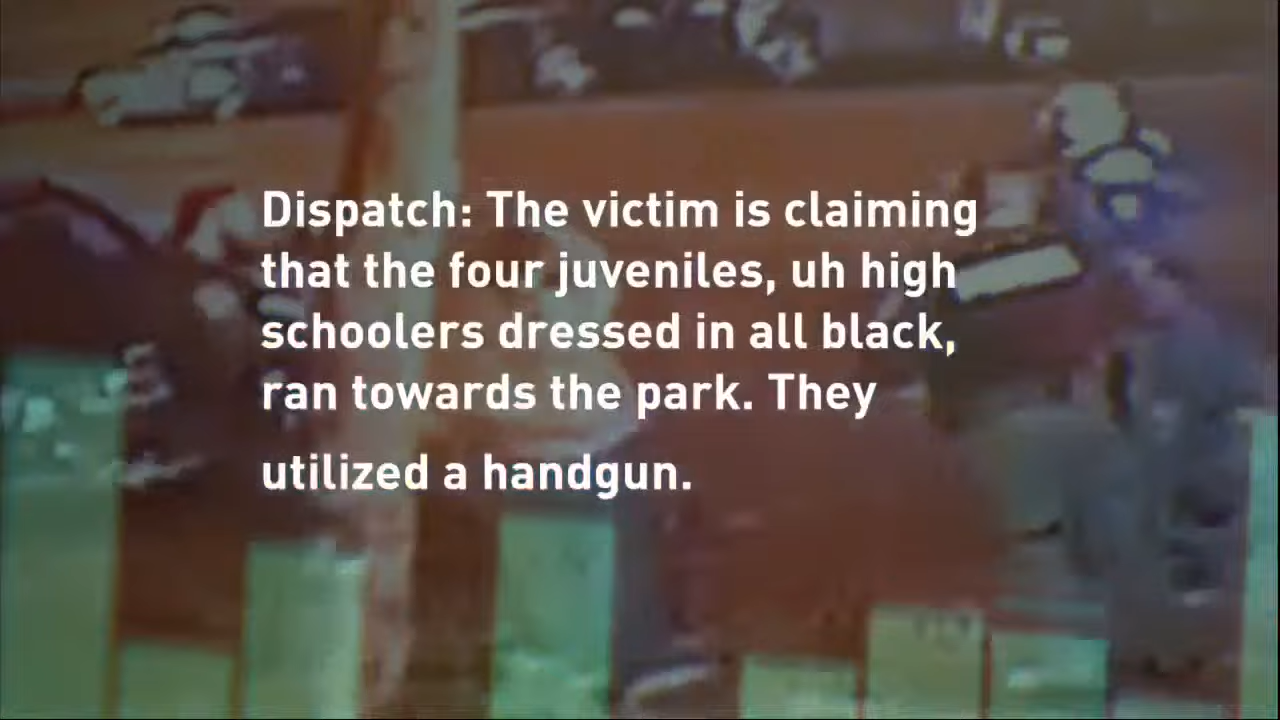 Dispatch: The victim is claiming
that the four juveniles, uh high
schoolers dressed in all black,
ran towards the park. They
utilized a handgun.